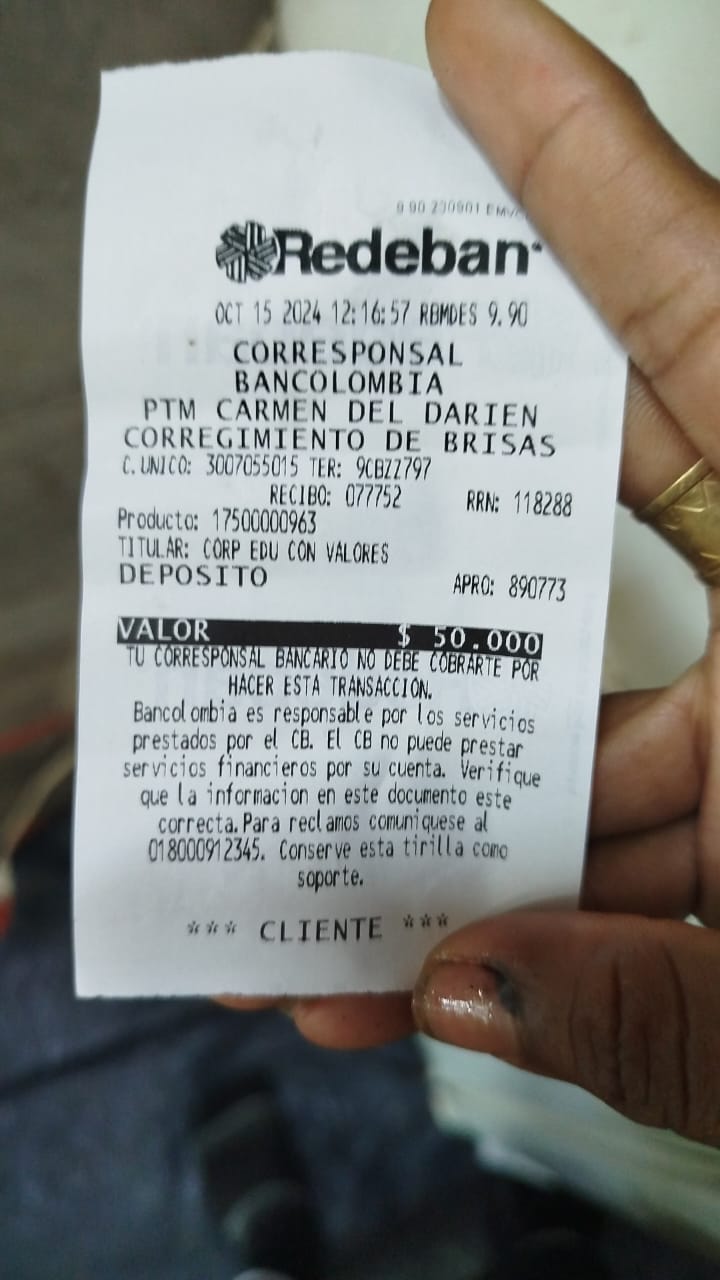 Redeban
OCT 15 2024 12:16:57 RBMDES 9.90
CORRESPONSAL
BANCOLOMBIA
PTM CARMEN DEL DARIEN
CORREGIMIENTO DE BRISAS
C.UNICO: 3007055015 TER: 9CBZZ797
RECIBO: 077752 RRN: 118288
Producto: 17500000963
TITULAR: CORP EDU CON VALORES
DEPOSITO APRO: 890773
VALOR $ 50.000
TU CORRESPONSAL BANCARIO NO DEBE COBRARTE POR
HACER ESTA TRANSACCION.
Bancolombia es responsable por los servicios
prestados por el CB. El CB no puede prestar
servicios financieros por su cuenta. Verifique
que la informacion en este documento este
correcta.Para reclamos comuniquese al
018000912345. Conserve esta tirilla como
soporte.
*** CLIENTE ***